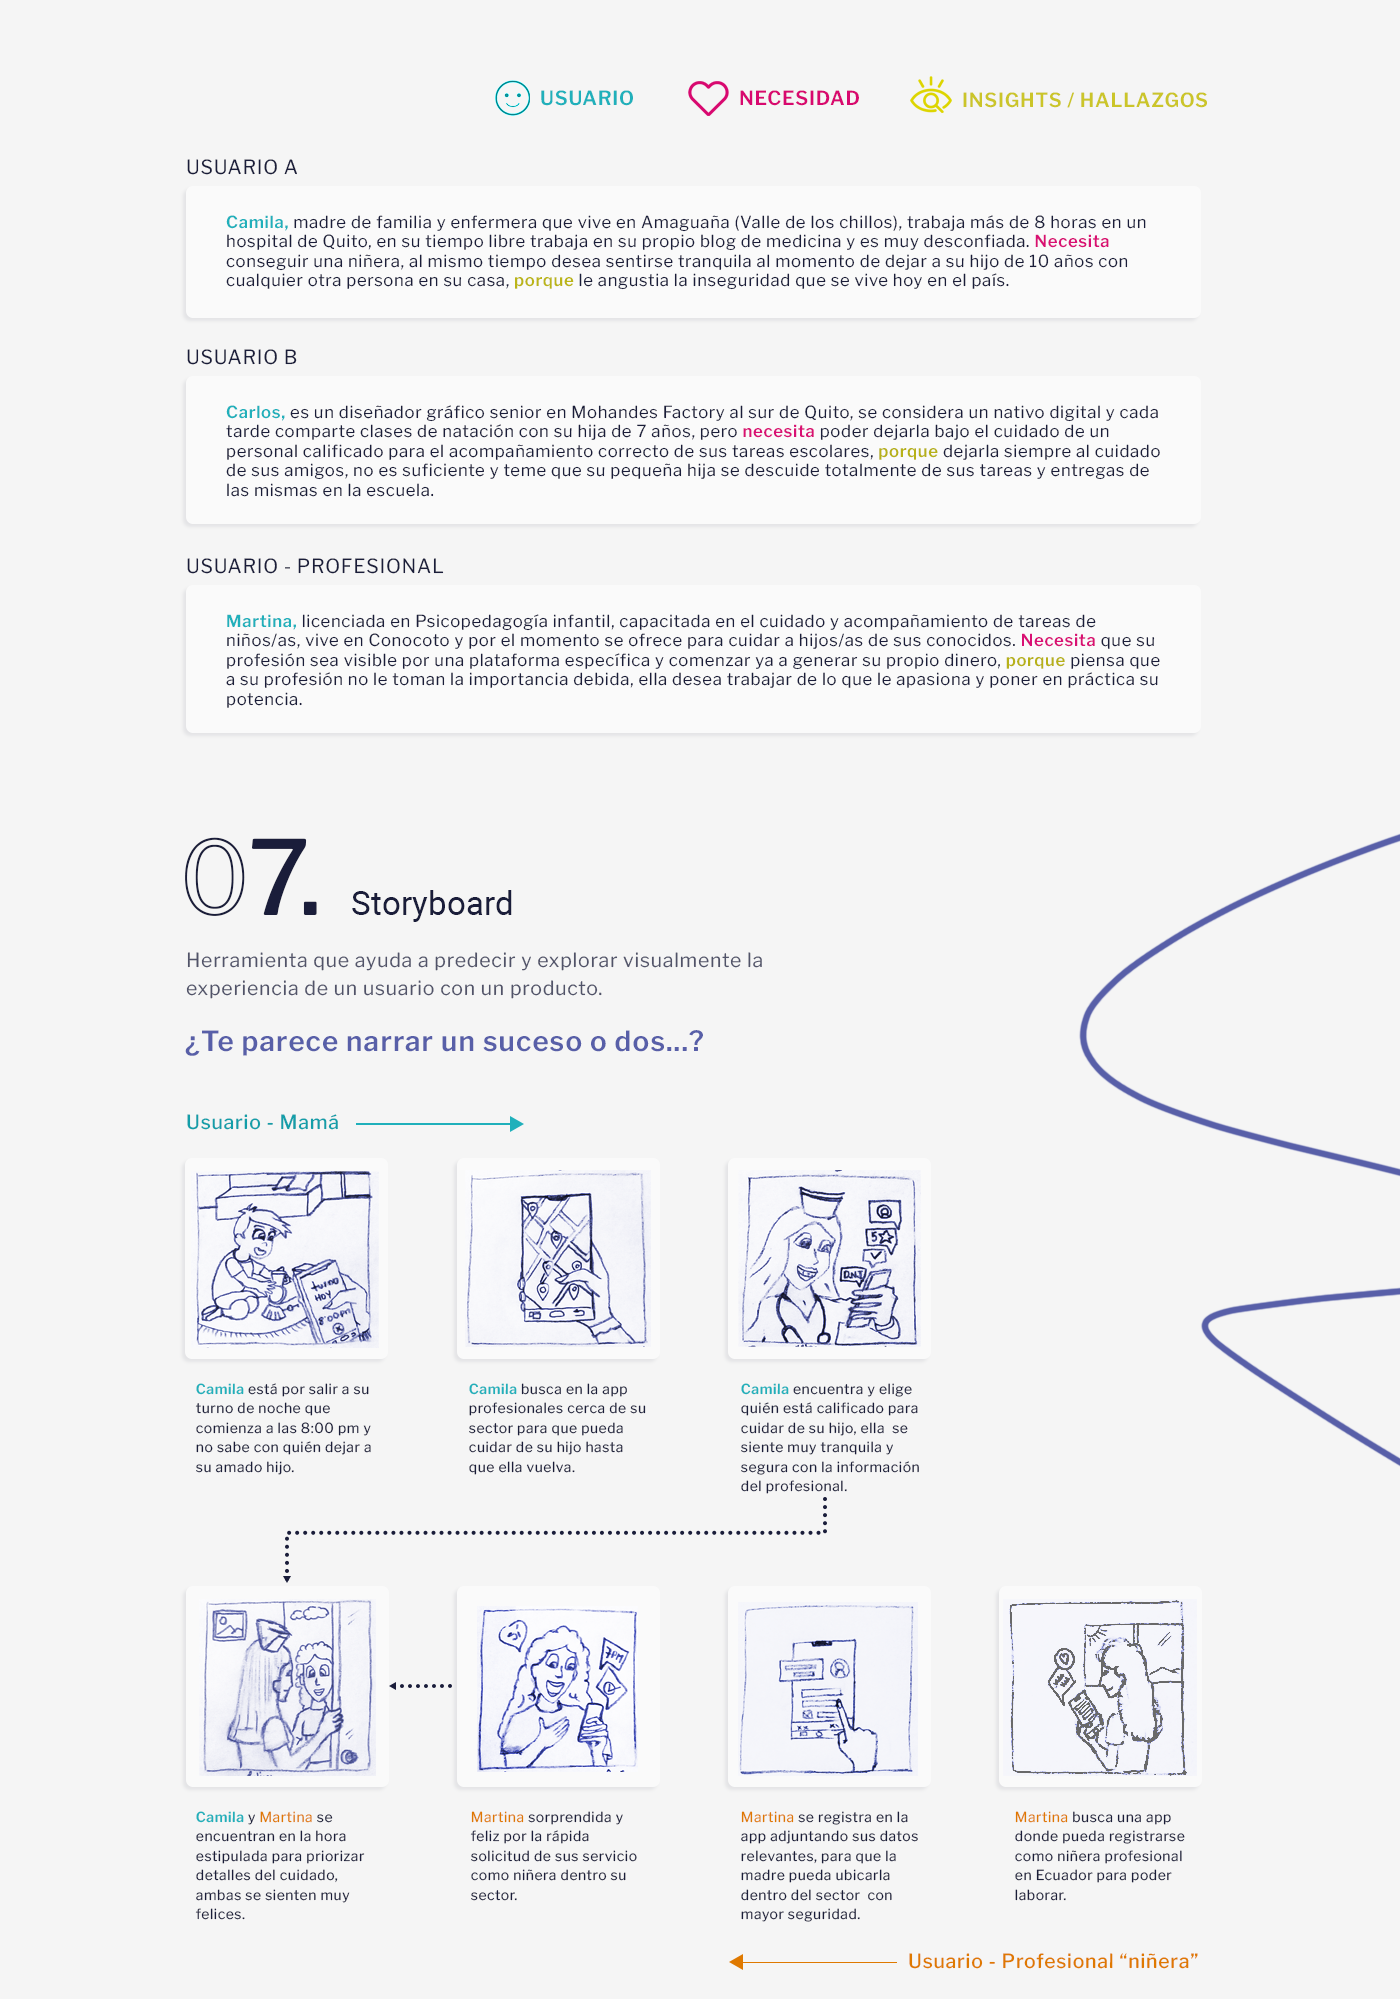 USUARIO
NECESIDAD
INSIGHTS / HALLAZGOS
USUARIO A
Camila, madre de familia y enfermera que vive en Amaguaña (Valle de los chillos), trabaja más de 8 horas en un
hospital de Quito, en su tiempo libre trabaja en su propio blog de medicina y es muy desconfiada. Necesita
conseguir una niñera, al mismo tiempo desea sentirse tranquila al momento de dejar a su hijo de 10 años con
cualquier otra persona en su casa, porque le angustia la inseguridad que se vive hoy en el país.
USUARIO B
Carlos, es un diseñador gráfico senior en Mohandes Factory al sur de Quito, se considera un nativo digital y cada
tarde comparte clases de natación con su hija de 7 años, pero necesita poder dejarla bajo el cuidado de un
personal calificado para el acompañamiento correcto de sus tareas escolares, porque dejarla siempre al cuidado
de sus amigos, no es suficiente y teme que su pequeña hija se descuide totalmente de sus tareas y entregas de
las mismas en la escuela.
USUARIO - PROFESIONAL
Martina, licenciada en Psicopedagogía infantil, capacitada en el cuidado y acompañamiento de tareas de
niños/as, vive en Conocoto y por el momento se ofrece para cuidar a hijos/as de sus conocidos. Necesita que su
profesión sea visible por una plataforma específica y comenzar ya a generar su propio dinero, porque piensa que
a su profesión no le toman la importancia debida, ella desea trabajar de lo que le apasiona y poner en práctica su
potencia.
07.
Storyboard
Herramienta que ayuda a predecir y explorar visualmente la
experiencia de un usuario con un producto.
¿Te parece narrar un suceso o dos...?
Usuario - Mamá
turno
HOY
8:00 PM
5
Camila está por salir a su
turno de noche que
comienza a las 8:00 pm y
no sabe con quién dejar a
su amado hijo.
Camila busca en la app
profesionales cerca de su
sector para que pueda
cuidar de su hijo hasta
que ella vuelva.
Camila encuentra y elige
quién está calificado para
cuidar de su hijo, ella  se
siente muy tranquila y
segura con la información
del profesional.
7PM
Camila y Martina se
encuentran en la hora
estipulada para priorizar
detalles del cuidado,
ambas se sienten muy
felices.
Martina sorprendida y
feliz por la rápida
solicitud de sus servicio
como niñera dentro su
sector.
Martina se registra en la
app adjuntando sus datos
relevantes, para que la
madre pueda ubicarla
dentro del sector  con
mayor seguridad.
Martina busca una app
donde pueda registrarse
como niñera profesional
en Ecuador para poder
laborar.
Usuario - Profesional “niñera”